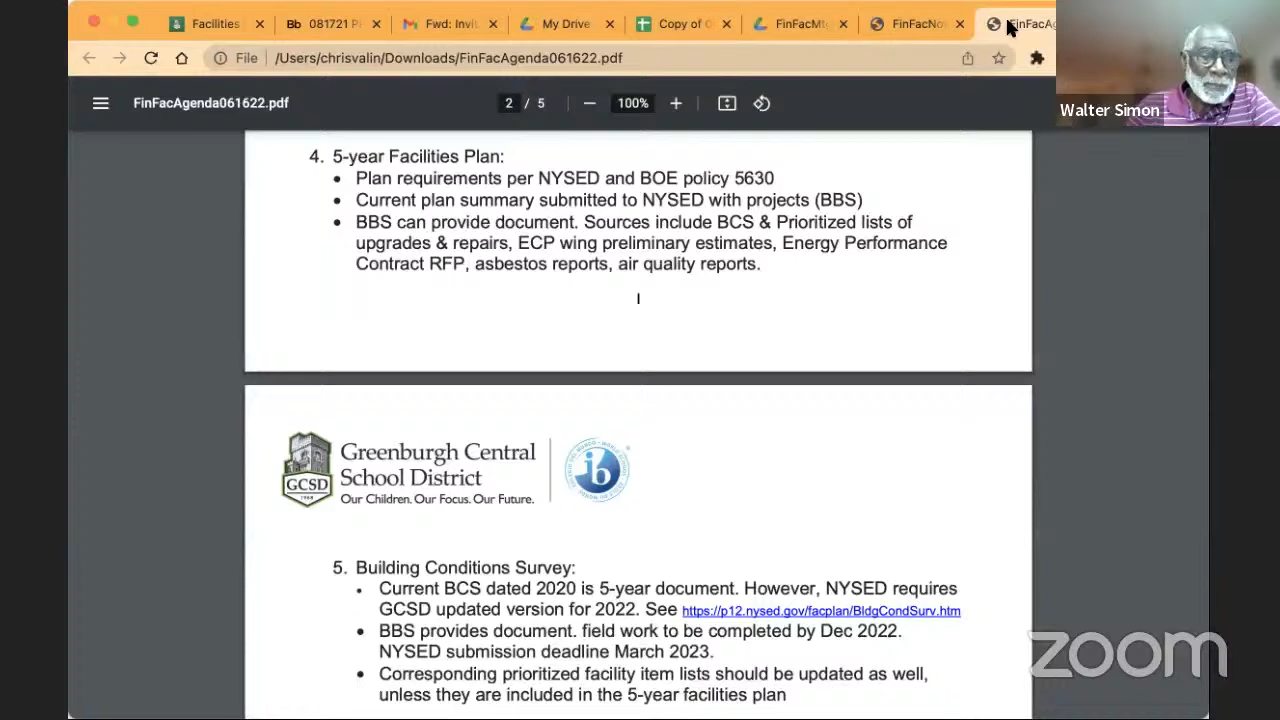 Facilities
Bb 081721 P
Fwd: Invi
My Drive
Copy of
FinFacMt
FinFacNo
FinFacAg
File /Users/chrisvalin/Downloads/FinFacAgenda061622.pdf
FinFacAgenda061622.pdf
2 / 5
100%
Walter Simon
4. 5-year Facilities Plan:
• Plan requirements per NYSED and BOE policy 5630
• Current plan summary submitted to NYSED with projects (BBS)
• BBS can provide document. Sources include BCS & Prioritized lists of
upgrades & repairs, ECP wing preliminary estimates, Energy Performance
Contract RFP, asbestos reports, air quality reports.
GCSD
1968
Greenburgh Central
School District
Our Children. Our Focus. Our Future.
ib
5. Building Conditions Survey:
• Current BCS dated 2020 is 5-year document. However, NYSED requires
GCSD updated version for 2022. See https://p12.nysed.gov/facplan/BldgCondSurv.htm
• BBS provides document. field work to be completed by Dec 2022.
NYSED submission deadline March 2023.
• Corresponding prioritized facility item lists should be updated as well,
unless they are included in the 5-year facilities plan
zoom